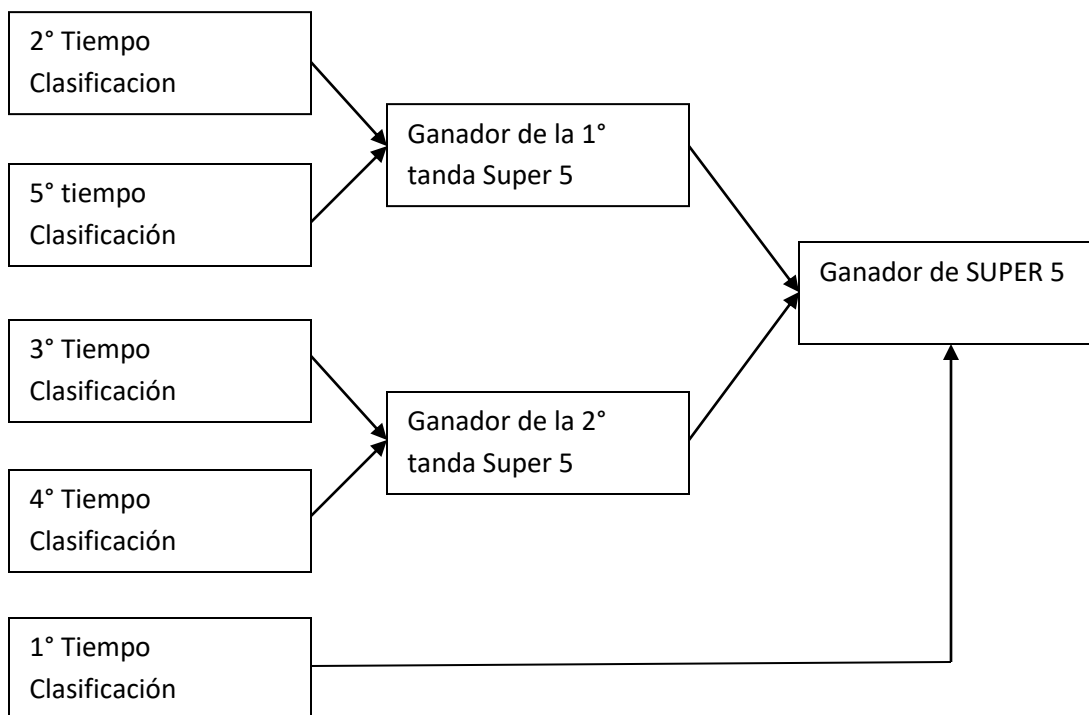 2° Tiempo
Clasificacion
5° tiempo
Clasificación
Ganador de la 1°
tanda Super 5
3° Tiempo
Clasificación
4° Tiempo
Clasificación
Ganador de la 2°
tanda Super 5
Ganador de SUPER 5
1° Tiempo
Clasificación